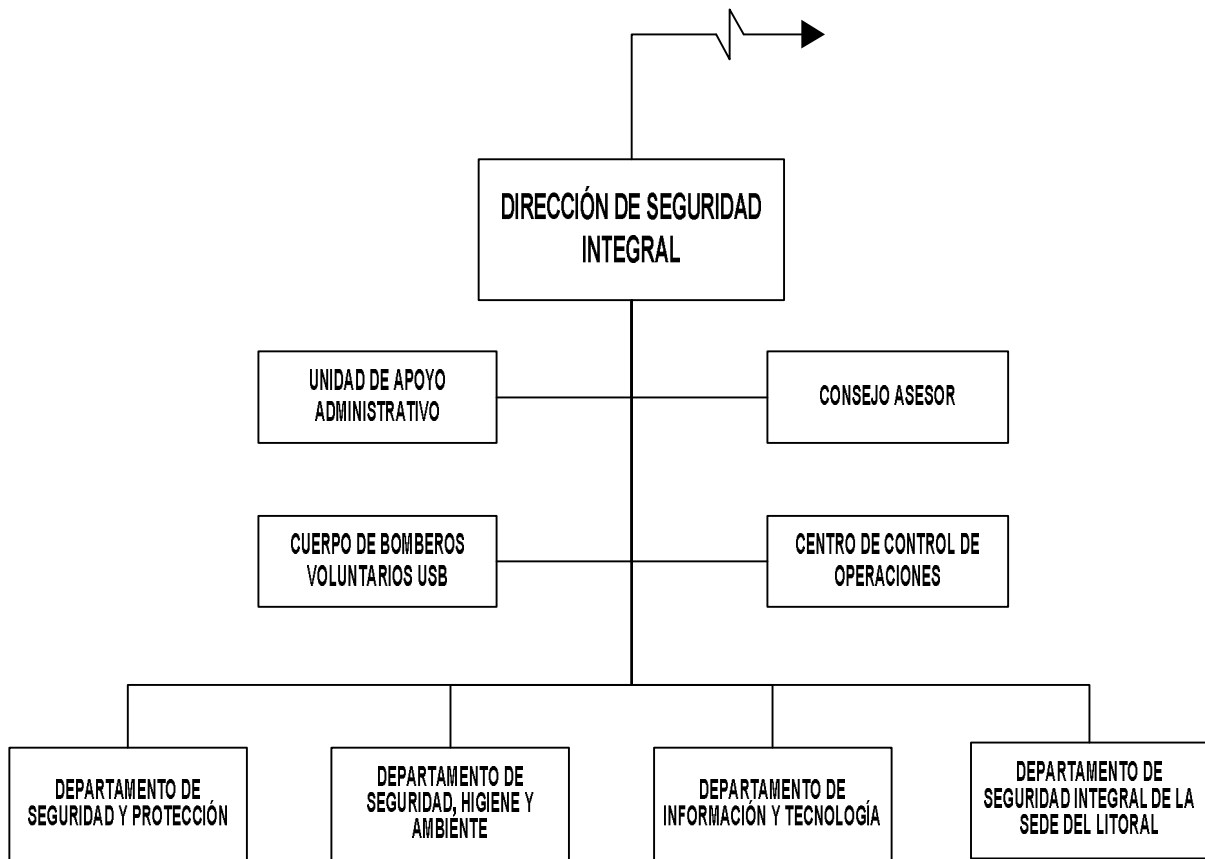 DIRECCIÓN DE SEGURIDAD
INTEGRAL
UNIDAD DE APOYO
ADMINISTRATIVO
CONSEJO ASESOR
CUERPO DE BOMBEROS
VOLUNTARIOS USB
CENTRO DE CONTROL DE
OPERACIONES
DEPARTAMENTO DE
SEGURIDAD Y PROTECCIÓN
DEPARTAMENTO DE
SEGURIDAD, HIGIENE Y
AMBIENTE
DEPARTAMENTO DE
INFORMACIÓN Y TECNOLOGÍA
DEPARTAMENTO DE
SEGURIDAD INTEGRAL DE LA
SEDE DEL LITORAL